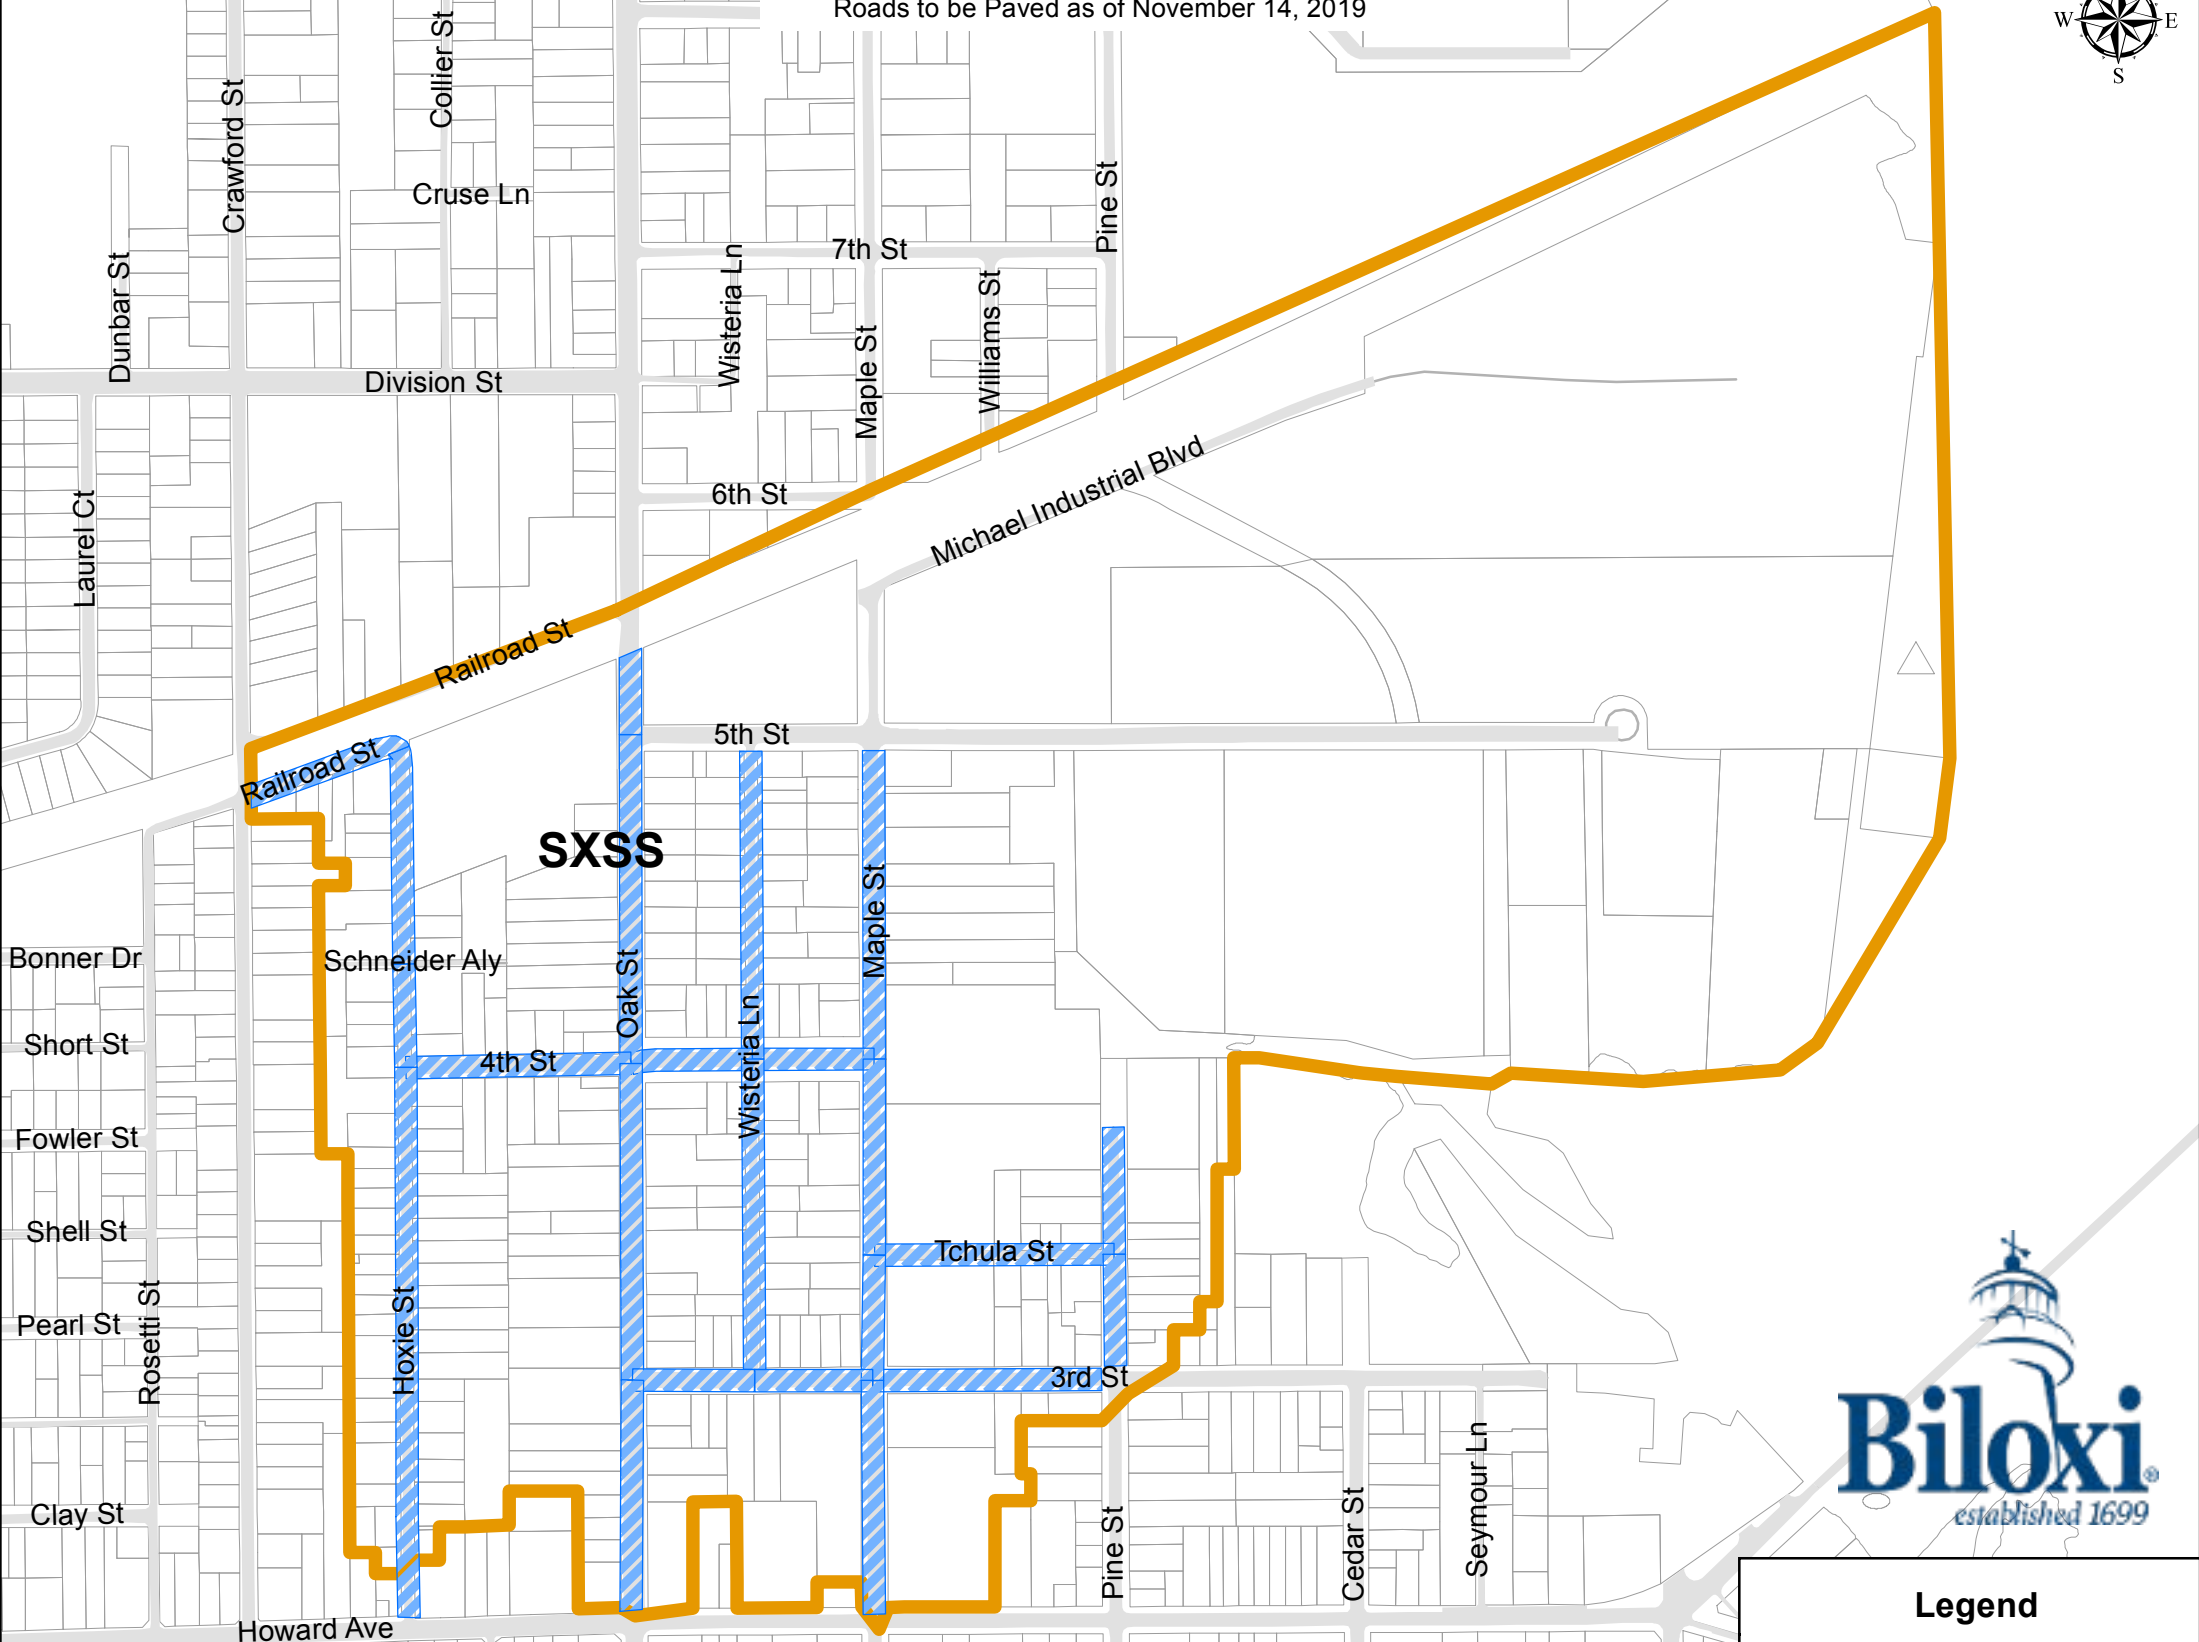 Roads to be Paved as of November 14, 2019
W
E
S
Collier St
Crawford St
Cruse Ln
Pine St
7th St
Wisteria Ln
Dunbar St
Williams St
Maple St
Division St
6th St
Michael Industrial Blvd
Laurel Ct
Railroad St
5th St
Railroad St
SXSS
Maple St
Bonner Dr
Schneider Aly
Oak St
Wisteria Ln
Short St
4th St
Fowler St
Shell St
Tchula St
Rosetti St
Hoxie St
Pearl St
3rd St
Biloxi®
established 1699
Seymour Ln
Cedar St
Pine St
Clay St
Howard Ave
Legend